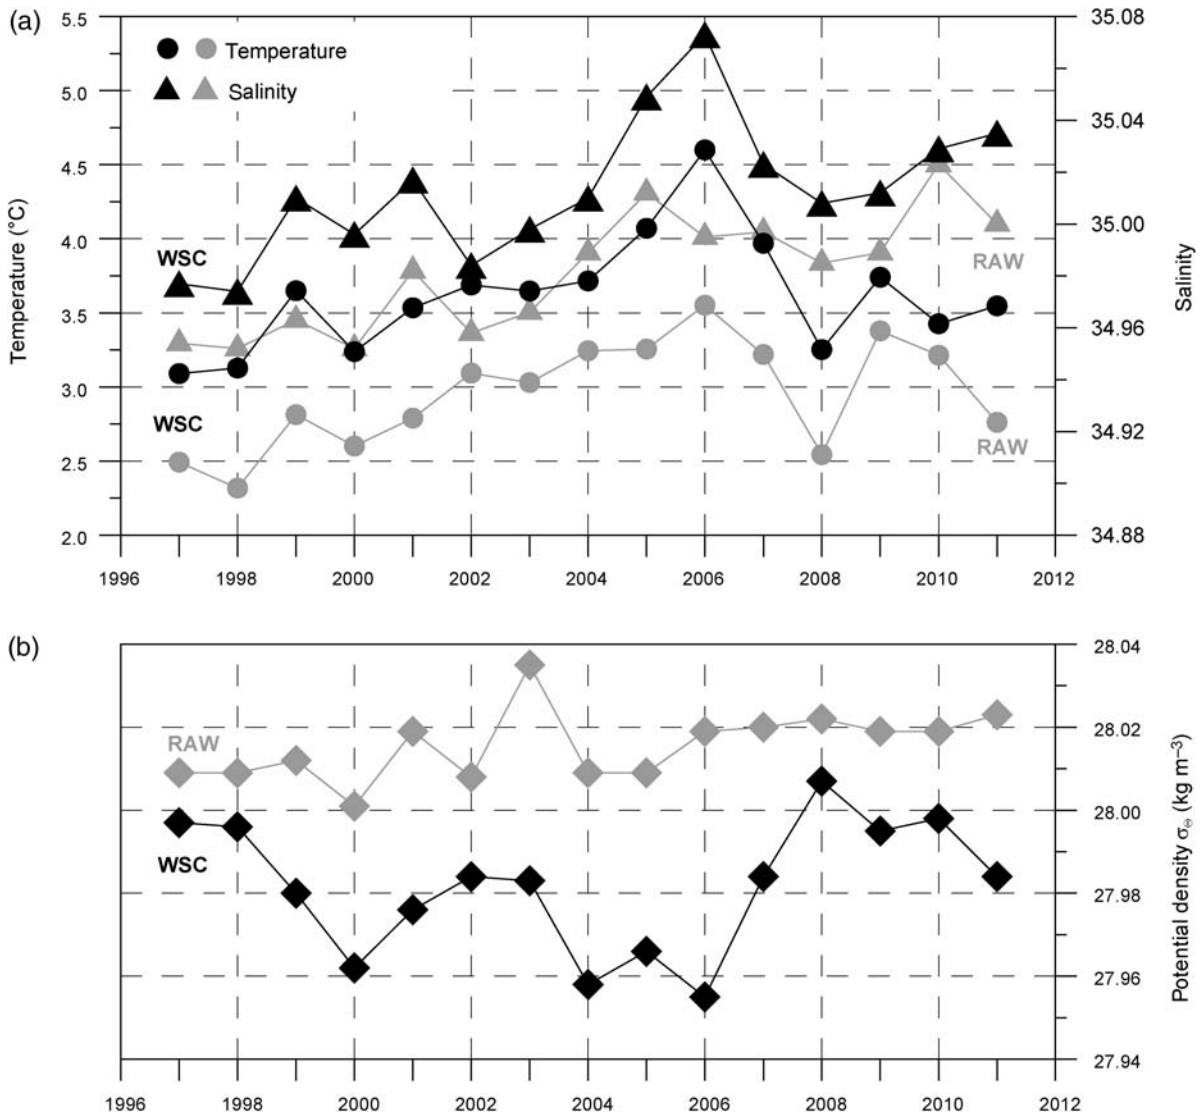 (a)
5.5
5.0
4.5
4.0
3.5
3.0
2.5
2.0
Temperature (°C)
Temperature
Salinity
WSC
WSC
RAW
RAW
35.08
35.04
35.00
34.96
34.92
34.88
Salinity
1996 1998 2000 2002 2004 2006 2008 2010 2012
(b)
RAW
WSC
28.04
28.02
28.00
27.98
27.96
27.94
Potential density σΘ (kg m⁻³)
1996 1998 2000 2002 2004 2006 2008 2010 2012